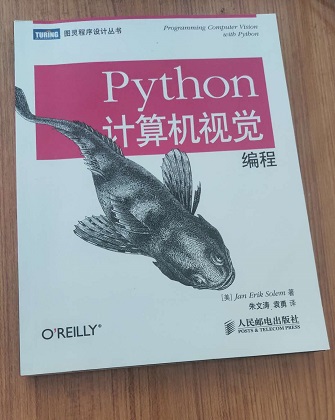 TURING 图灵程序设计丛书
Programming Computer Vision
with Python
Python
计算机视觉
编程
[美] Jan Erik Solem 著
朱文涛 袁勇 译
O'REILLY®
人民邮电出版社
POSTS & TELECOM PRESS